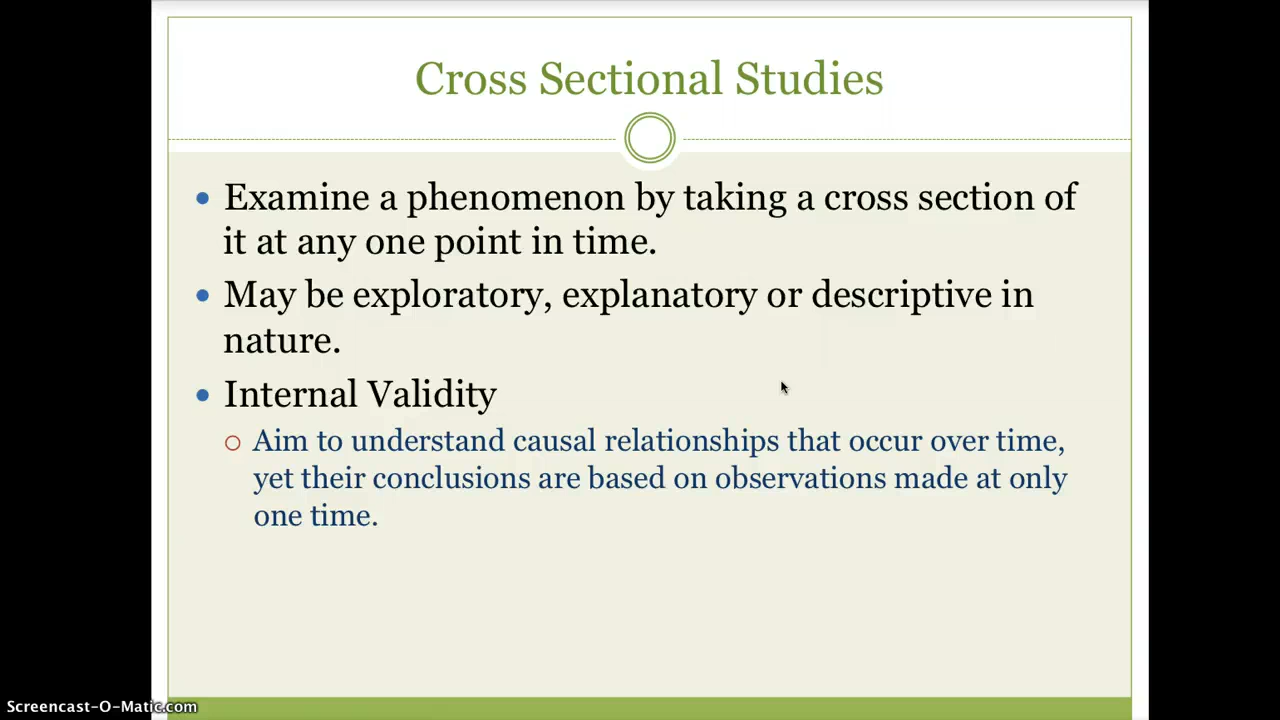 Cross Sectional Studies
• Examine a phenomenon by taking a cross section of
it at any one point in time.
• May be exploratory, explanatory or descriptive in
nature.
• Internal Validity
○ Aim to understand causal relationships that occur over time,
yet their conclusions are based on observations made at only
one time.
Screencast-O-Matic.com